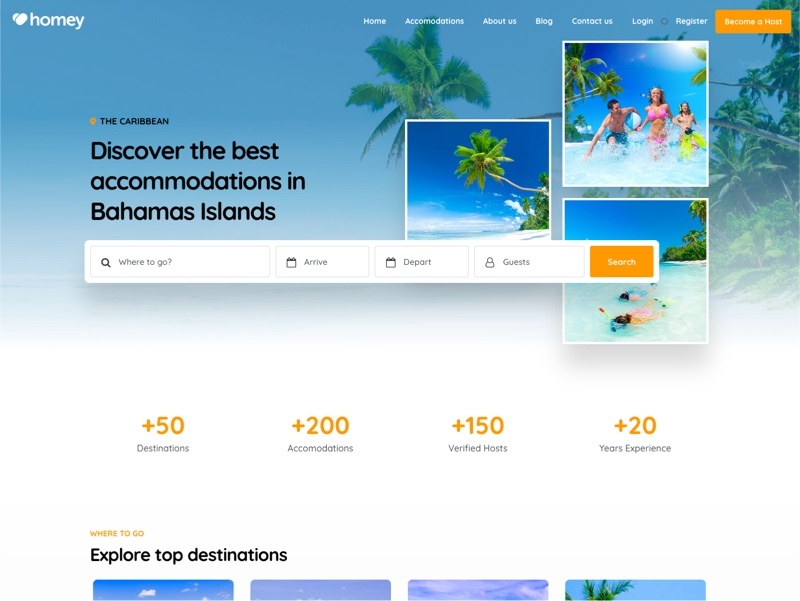 homey
Home Accomodations About us Blog Contact us Login Register Become a Host
THE CARIBBEAN
Discover the best
accommodations in
Bahamas Islands
Where to go? Arrive Depart Guests Search
+50 +200 +150 +20
Destinations Accomodations Verified Hosts Years Experience
WHERE TO GO
Explore top destinations